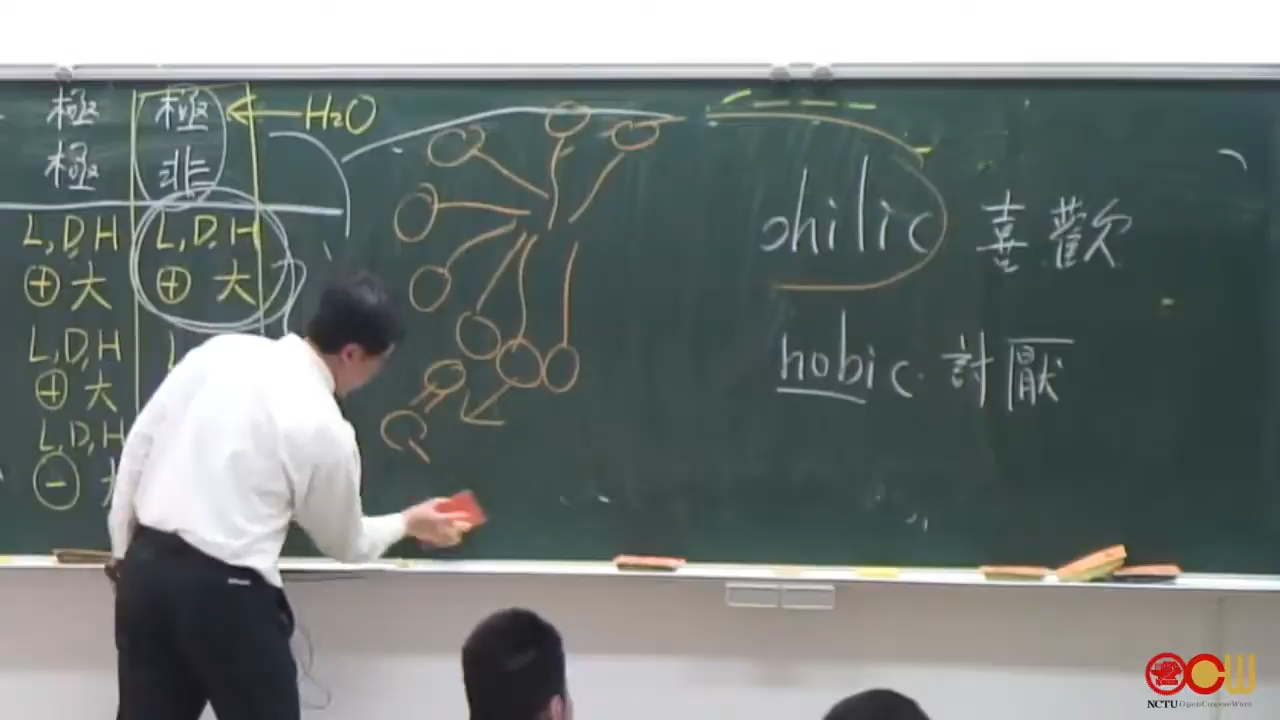 極 極 ← H₂O
極 非
L, D, H L, D, H
⊕ 大 ⊕ 大
L, D, H L
⊕ 大
L, D, H
⊖
philic 喜歡
hobic 討厭
NCTU OpenCourseWare